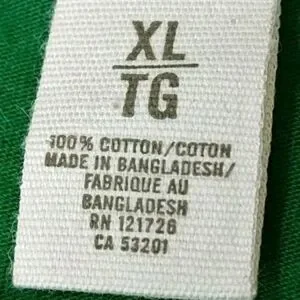 XL
TG
100% COTTON/COTON
MADE IN BANGLADESH/
FABRIQUE AU
BANGLADESH
RN 121726
CA 53201